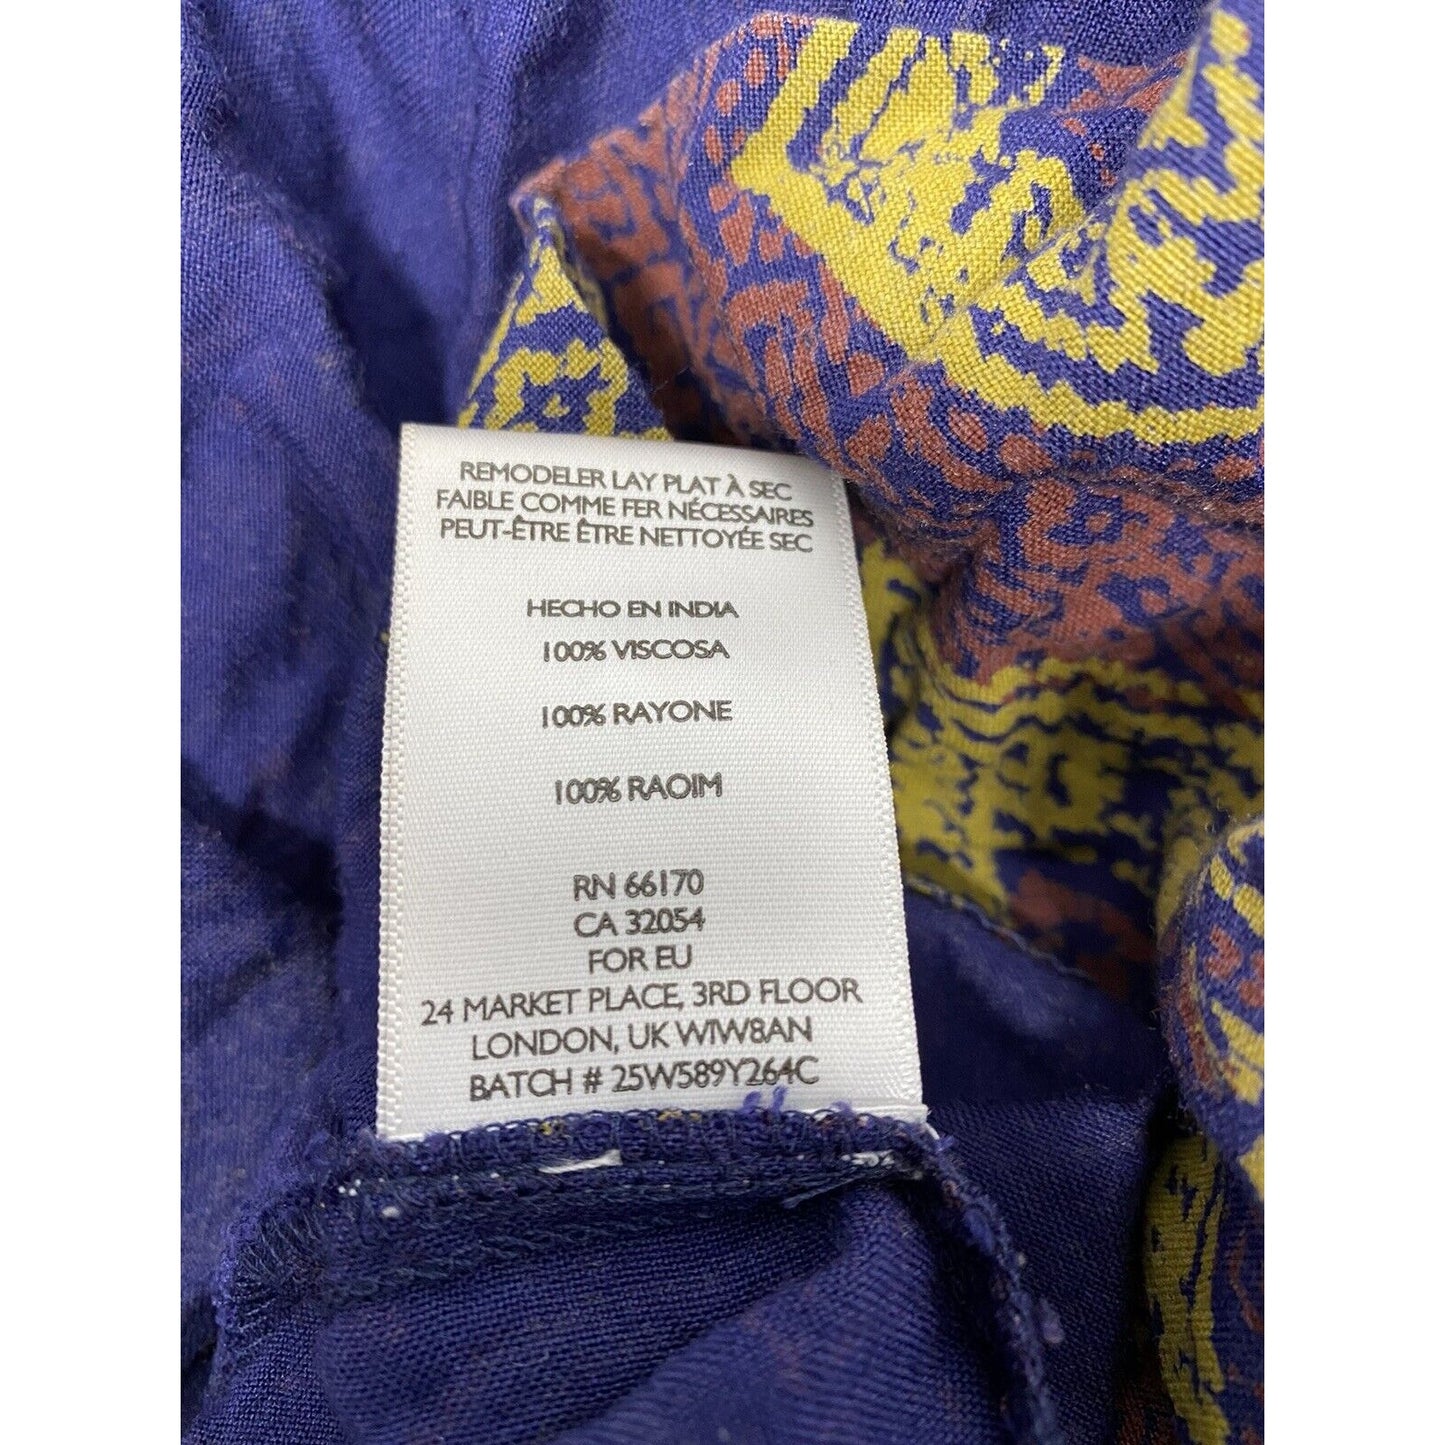 REMODELER LAY PLAT À SEC
FAIBLE COMME FER NÉCESSAIRES
PEUT-ÊTRE ÊTRE NETTOYÉE SEC
HECHO EN INDIA
100% VISCOSA
100% RAYONE
100% RAOIM
RN 66170
CA 32054
FOR EU
24 MARKET PLACE, 3RD FLOOR
LONDON, UK W1W8AN
BATCH # 25W589Y264C